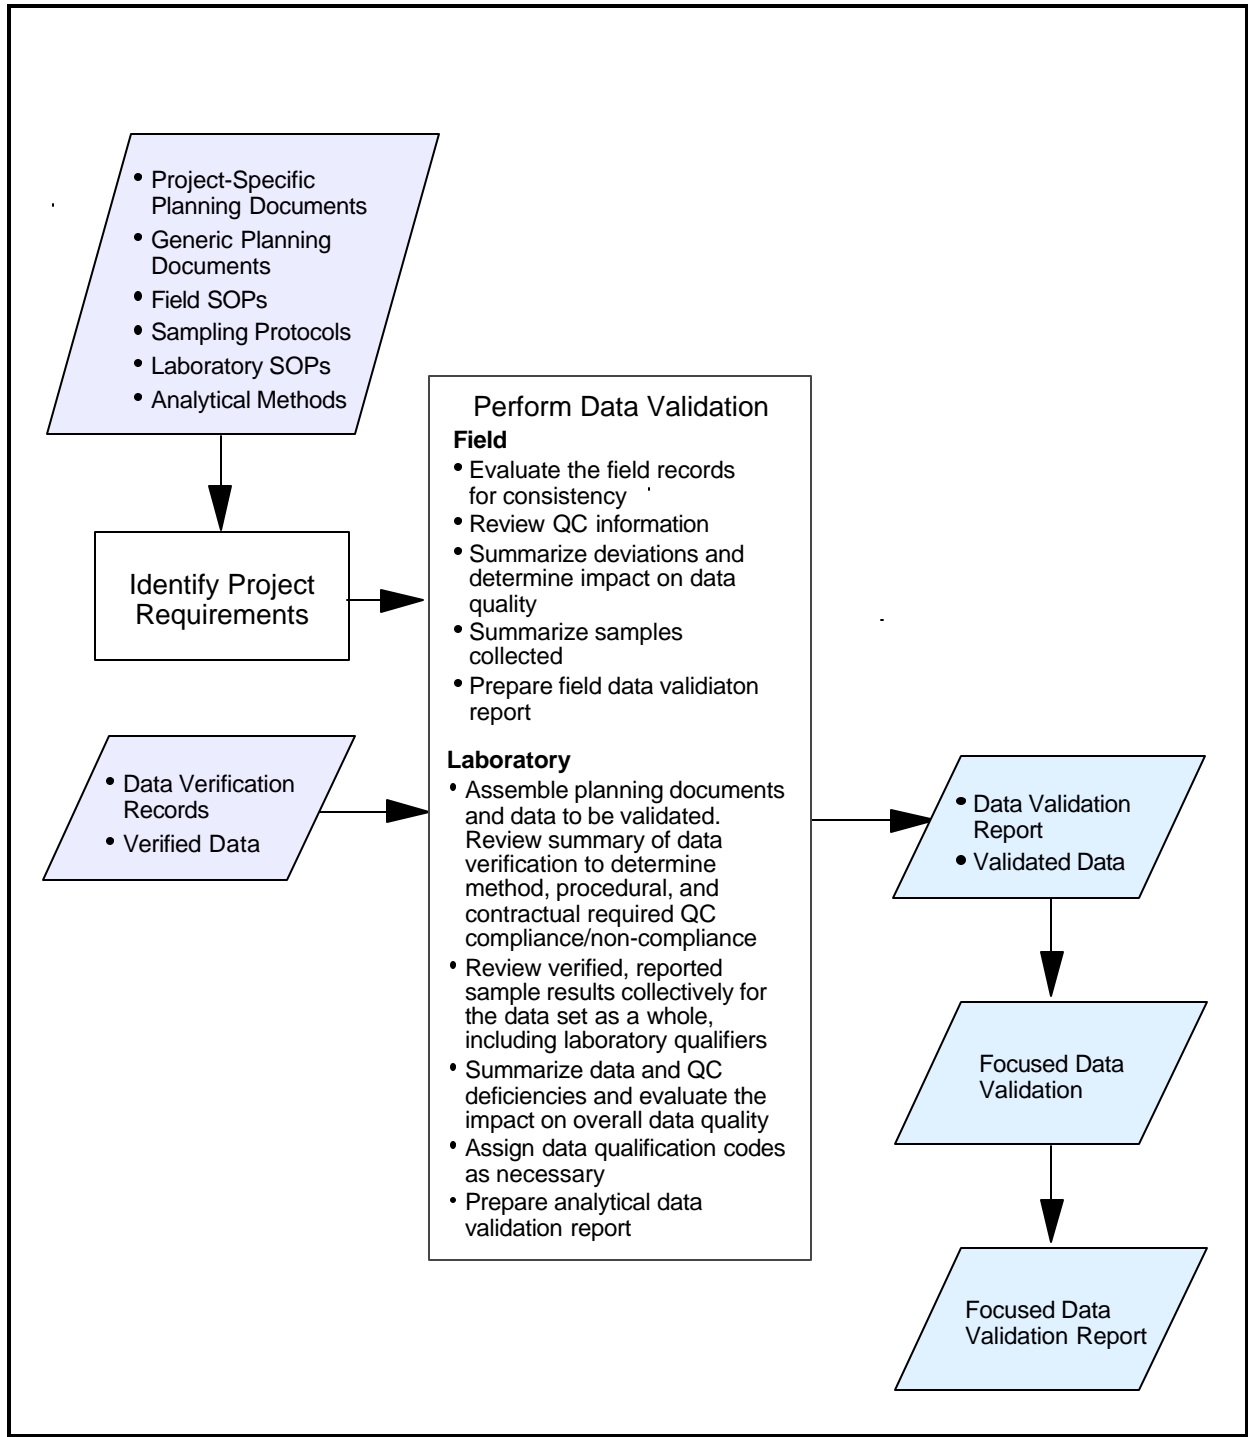 • Project-Specific
Planning Documents
• Generic Planning
Documents
• Field SOPs
• Sampling Protocols
• Laboratory SOPs
• Analytical Methods
Identify Project
Requirements
• Data Verification
Records
• Verified Data
Perform Data Validation
Field
• Evaluate the field records
for consistency
• Review QC information
• Summarize deviations and
determine impact on data
quality
• Summarize samples
collected
• Prepare field data validiaton
report
Laboratory
• Assemble planning documents
and data to be validated.
Review summary of data
verification to determine
method, procedural, and
contractual required QC
compliance/non-compliance
• Review verified, reported
sample results collectively for
the data set as a whole,
including laboratory qualifiers
• Summarize data and QC
deficiencies and evaluate the
impact on overall data quality
• Assign data qualification codes
as necessary
• Prepare analytical data
validation report
• Data Validation
Report
• Validated Data
Focused Data
Validation
Focused Data
Validation Report